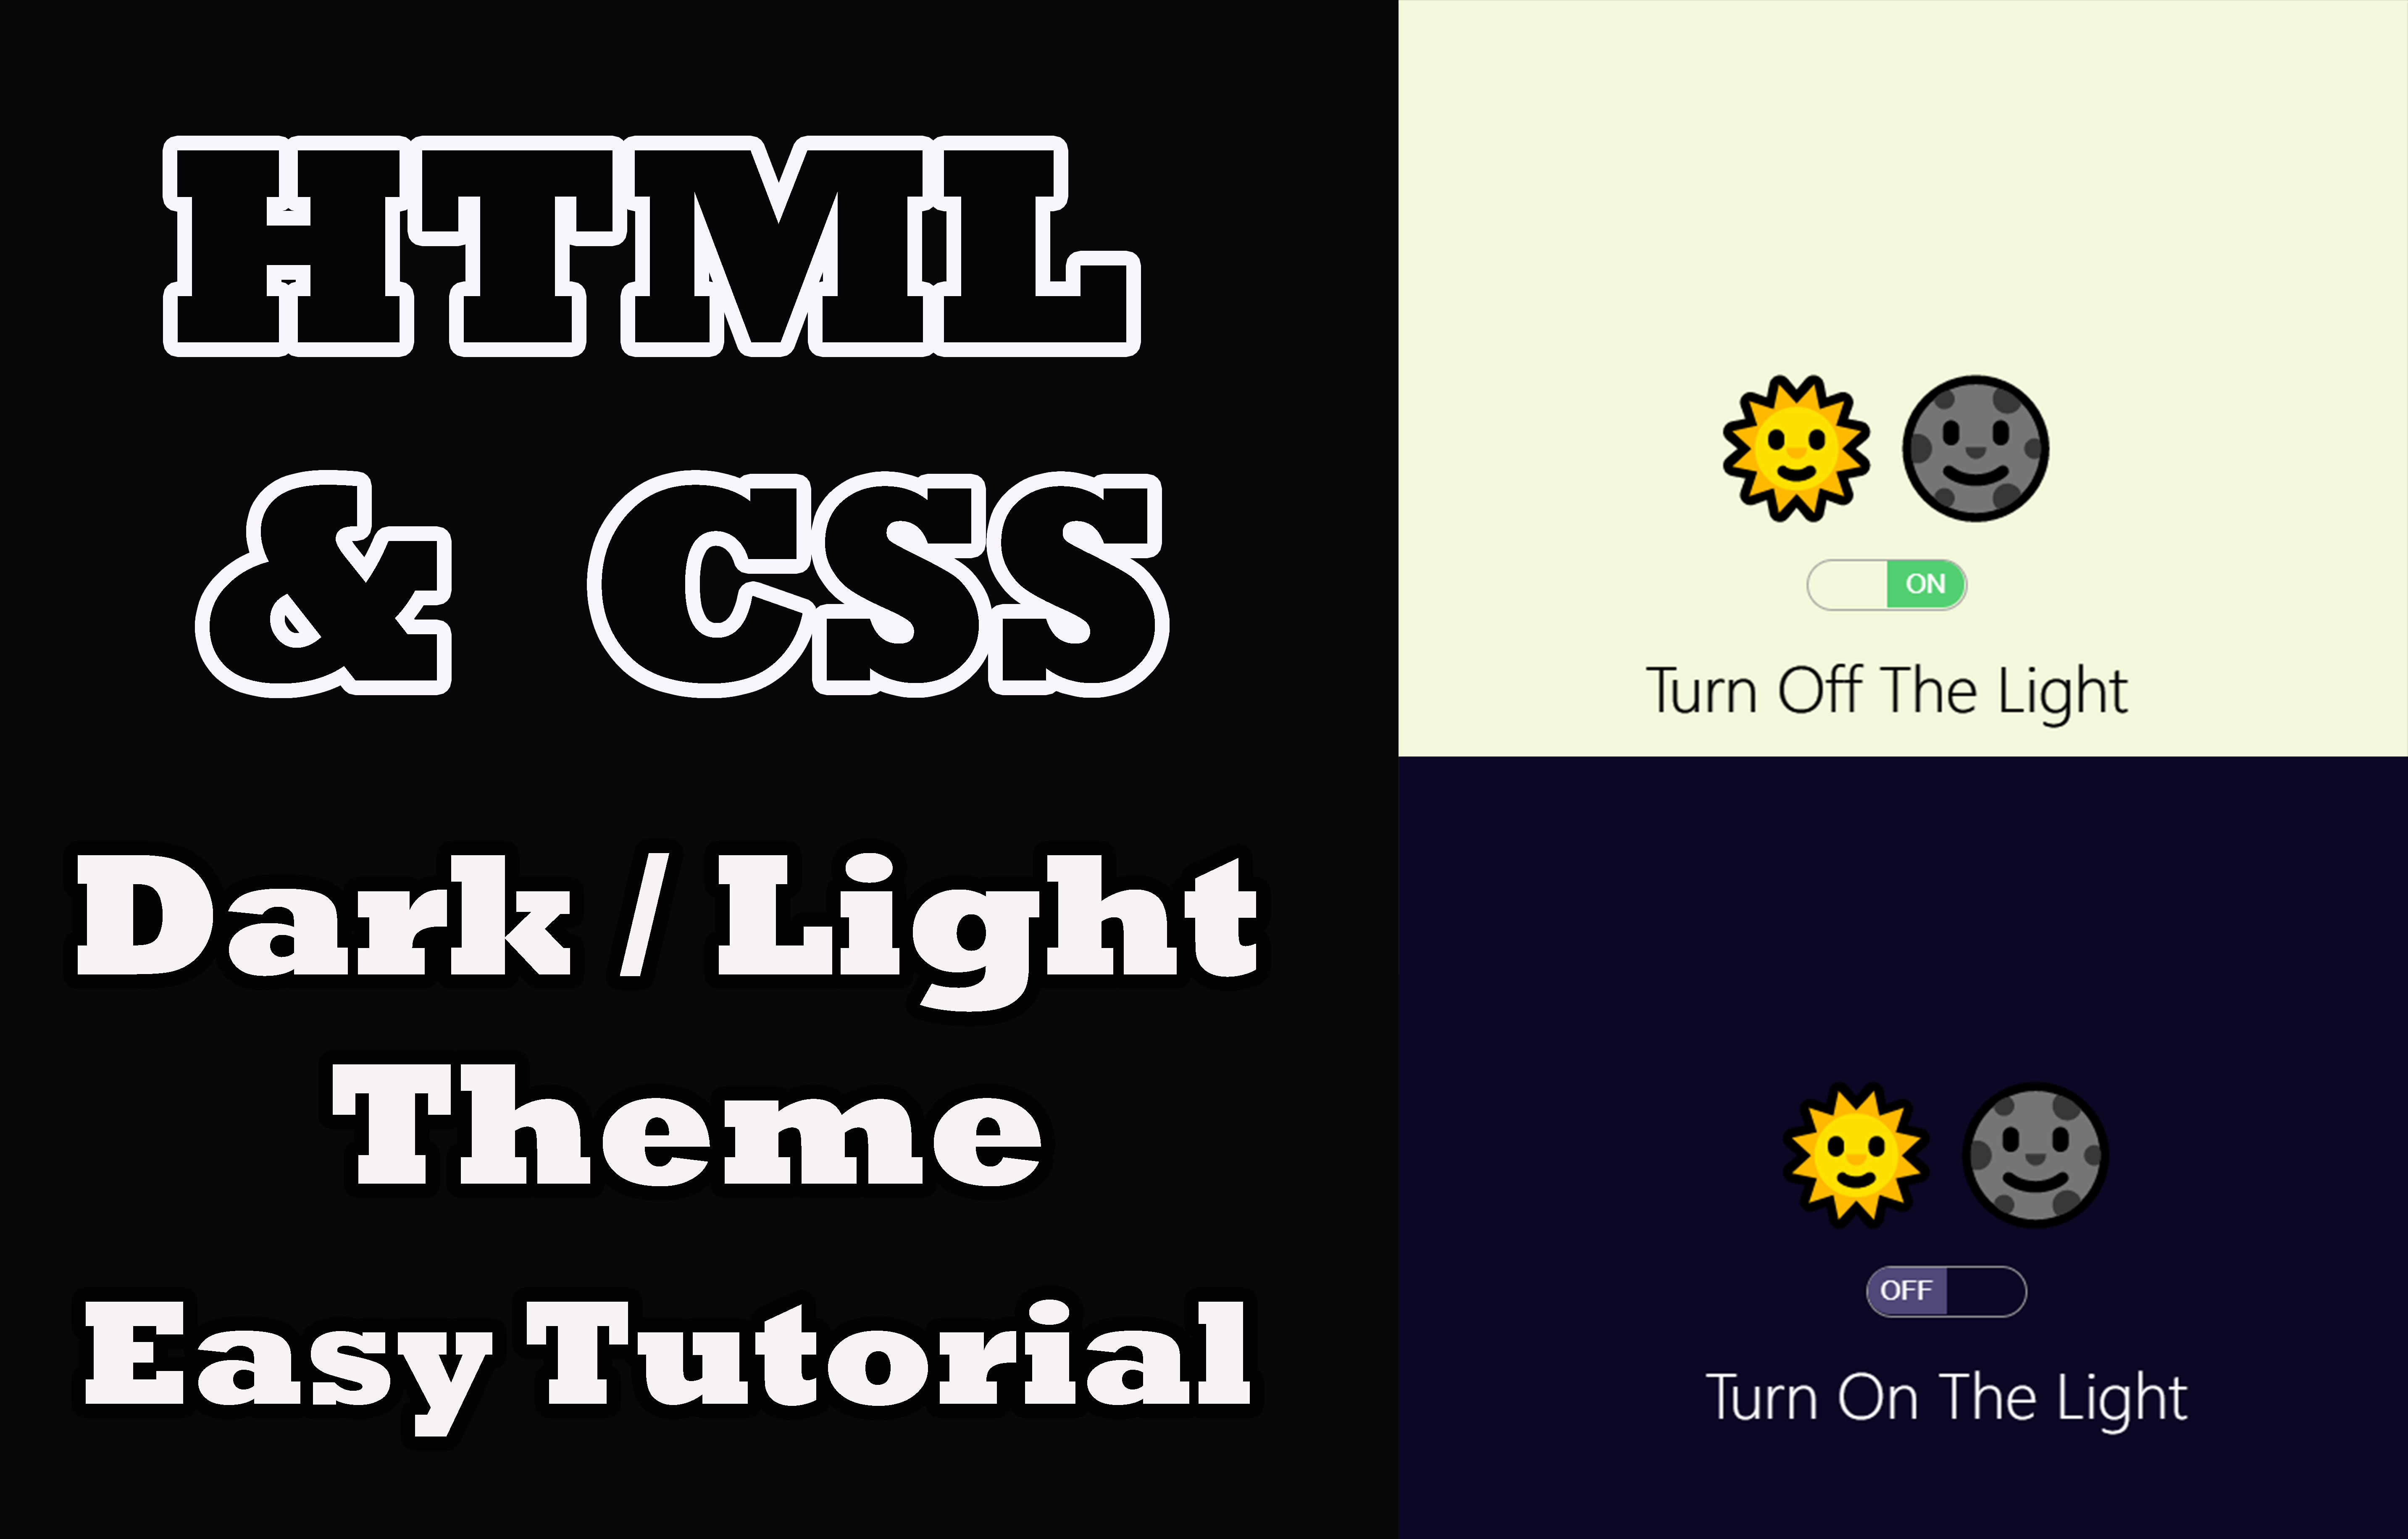 HTML
& CSS
Dark / Light
Theme
Easy Tutorial
ON
Turn Off The Light
OFF
Turn On The Light